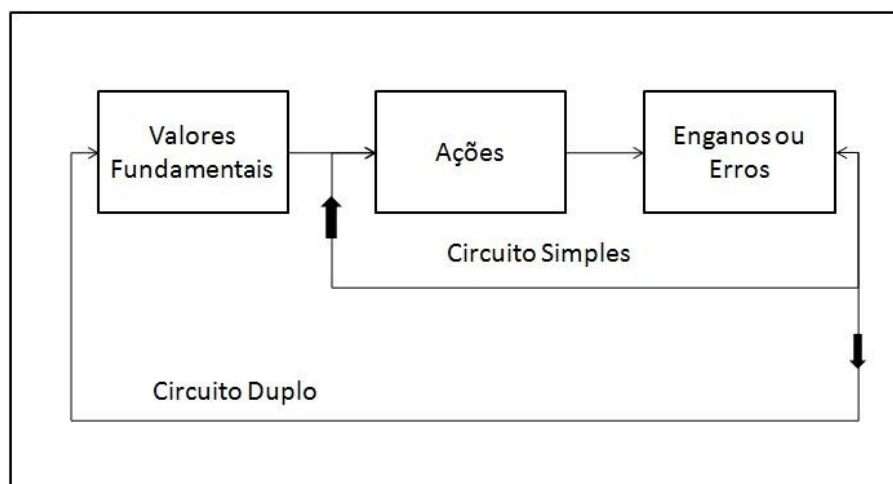 Valores
Fundamentais
Ações
Enganos ou
Erros
Circuito Simples
Circuito Duplo